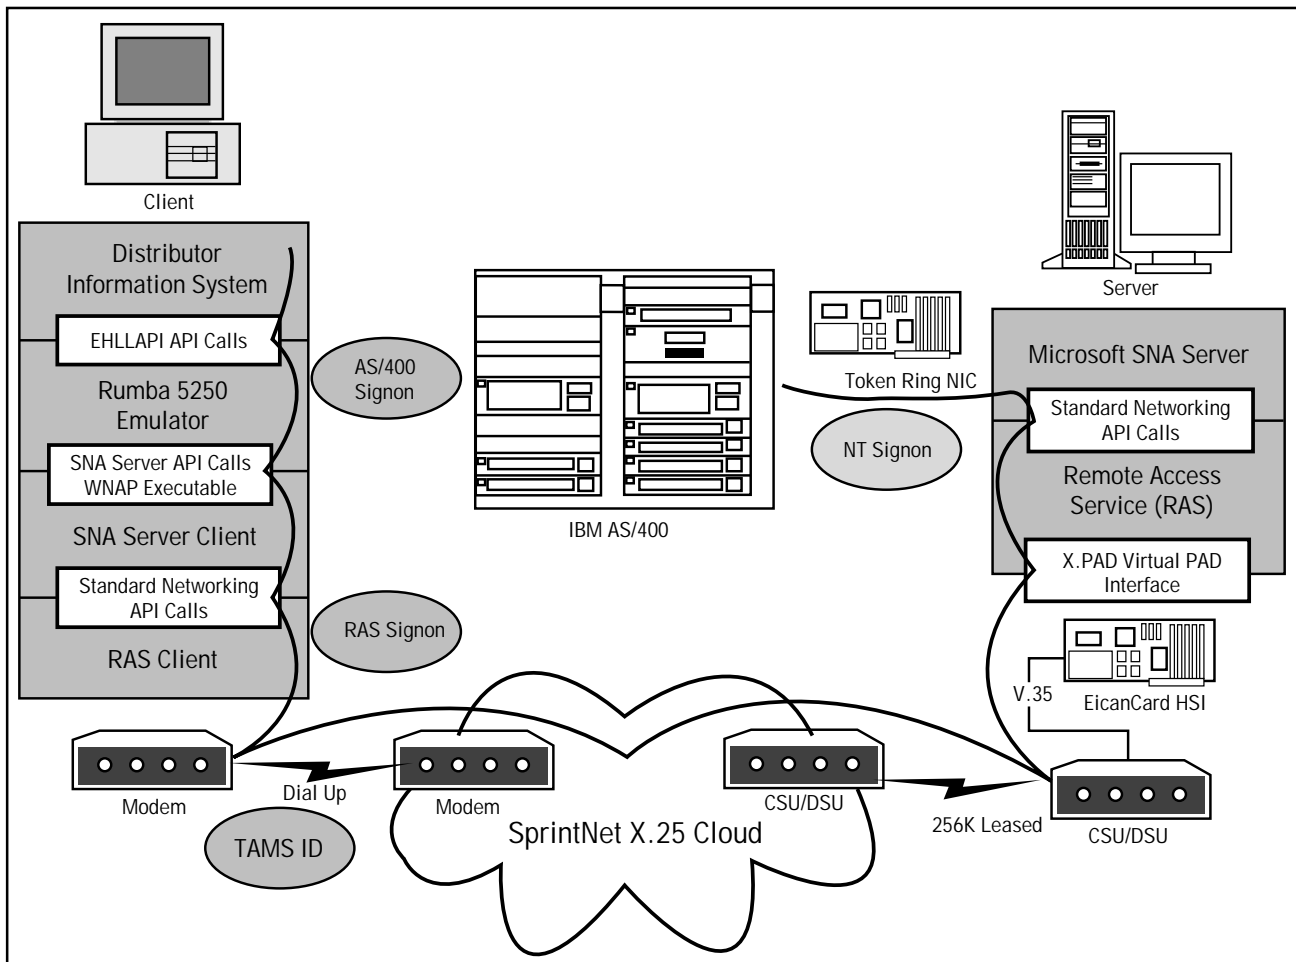 Client
Distributor
Information System
EHLLAPI API Calls
Rumba 5250
Emulator
SNA Server API Calls
WNAP Executable
SNA Server Client
Standard Networking
API Calls
RAS Client
AS/400
Signon
RAS Signon
IBM AS/400
Token Ring NIC
NT Signon
Server
Microsoft SNA Server
Standard Networking
API Calls
Remote Access
Service (RAS)
X.PAD Virtual PAD
Interface
EicanCard HSI
V.35
Modem
Dial Up
TAMS ID
Modem
SprintNet X.25 Cloud
CSU/DSU
256K Leased
CSU/DSU